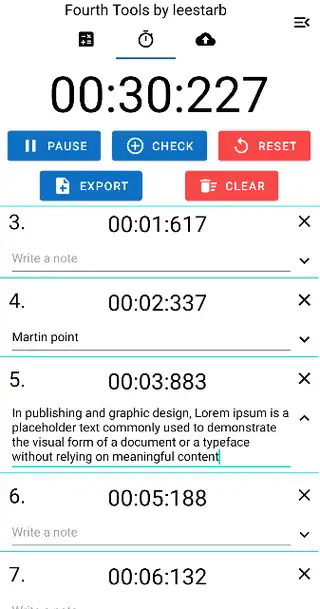 Fourth Tools by leestarb
00:30:227
PAUSE
CHECK
RESET
EXPORT
CLEAR
3.
00:01:617
Write a note
4.
00:02:337
Martin point
5.
00:03:883
In publishing and graphic design, Lorem ipsum is a
placeholder text commonly used to demonstrate
the visual form of a document or a typeface
without relying on meaningful content
6.
00:05:188
Write a note
7.
00:06:132
Write a note